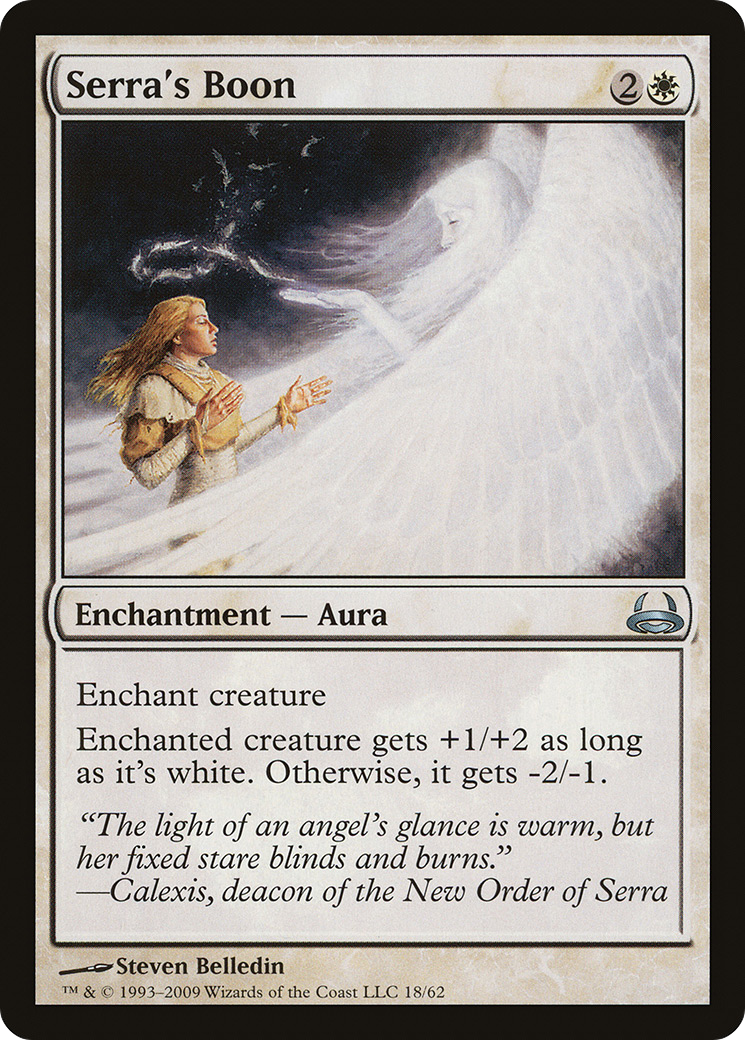 Serra's Boon
2
Enchantment — Aura
Enchant creature
Enchanted creature gets +1/+2 as long
as it's white. Otherwise, it gets -2/-1.
“The light of an angel's glance is warm, but
her fixed stare blinds and burns.”
—Calexis, deacon of the New Order of Serra
Steven Belledin
™ & © 1993–2009 Wizards of the Coast LLC 18/62